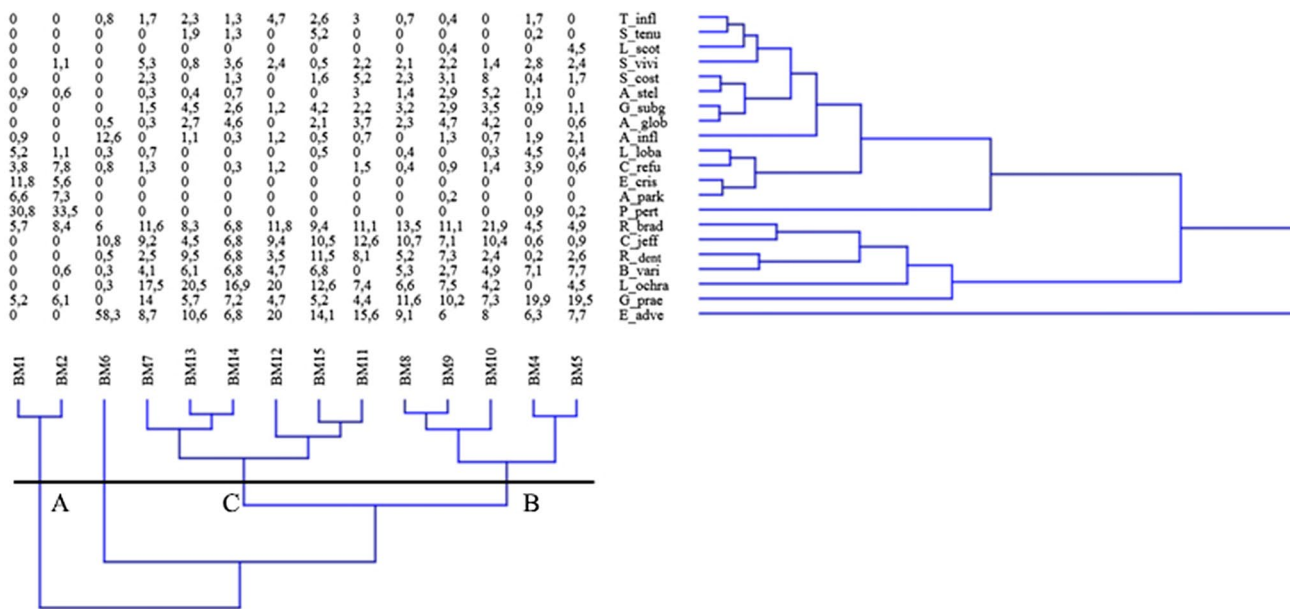 0 0 0,8 1,7 2,3 1,3 4,7 2,6 3 0,7 0,4 0 1,7 0 T_infl
0 0 0 0 1,9 1,3 0 5,2 0 0 0 0 0,2 0 S_tenu
0 0 0 0 0 0 0 0 0 0 0,4 0 0 4,5 L_scot
0 1,1 0 5,3 0,8 3,6 2,4 0,5 2,2 2,1 2,2 1,4 2,8 2,4 S_vivi
0 0 0 2,3 0 1,3 0 1,6 5,2 2,3 3,1 8 0,4 1,7 S_cost
0,9 0,6 0 0,3 0,4 0,7 0 0 3 1,4 2,9 5,2 1,1 0 A_stel
0 0 0 1,5 4,5 2,6 1,2 4,2 2,2 3,2 2,9 3,5 0,9 1,1 G_subg
0 0 0,5 0,3 2,7 4,6 0 2,1 3,7 2,3 4,7 4,2 0 0,6 A_glob
0,9 0 12,6 0 1,1 0,3 1,2 0,5 0,7 0 1,3 0,7 1,9 2,1 A_infl
5,2 1,1 0,3 0,7 0 0 0 0,5 0 0,4 0 0,3 4,5 0,4 L_loba
3,8 7,8 0,8 1,3 0 0,3 1,2 0 1,5 0,4 0,9 1,4 3,9 0,6 C_refu
11,8 5,6 0 0 0 0 0 0 0 0 0 0 0 0 E_cris
6,6 7,3 0 0 0 0 0 0 0 0 0,2 0 0 0 A_park
30,8 33,5 0 0 0 0 0 0 0 0 0 0 0,9 0,2 P_pert
5,7 8,4 6 11,6 8,3 6,8 11,8 9,4 11,1 13,5 11,1 21,9 4,5 4,9 R_brad
0 0 10,8 9,2 4,5 6,8 9,4 10,5 12,6 10,7 7,1 10,4 0,6 0,9 C_jeff
0 0 0,5 2,5 9,5 6,8 3,5 11,5 8,1 5,2 7,3 2,4 0,2 2,6 R_dent
0 0,6 0,3 4,1 6,1 6,8 4,7 6,8 0 5,3 2,7 4,9 7,1 7,7 B_vari
0 0 0,3 17,5 20,5 16,9 20 12,6 7,4 6,6 7,5 4,2 0 4,5 L_ochra
5,2 6,1 0 14 5,7 7,2 4,7 5,2 4,4 11,6 10,2 7,3 19,9 19,5 G_prae
0 0 58,3 8,7 10,6 6,8 20 14,1 15,6 9,1 6 8 6,3 7,7 E_adve
BM1 BM2 BM6 BM7 BM13 BM14 BM12 BM15 BM11 BM8 BM9 BM10 BM4 BM5
A C B